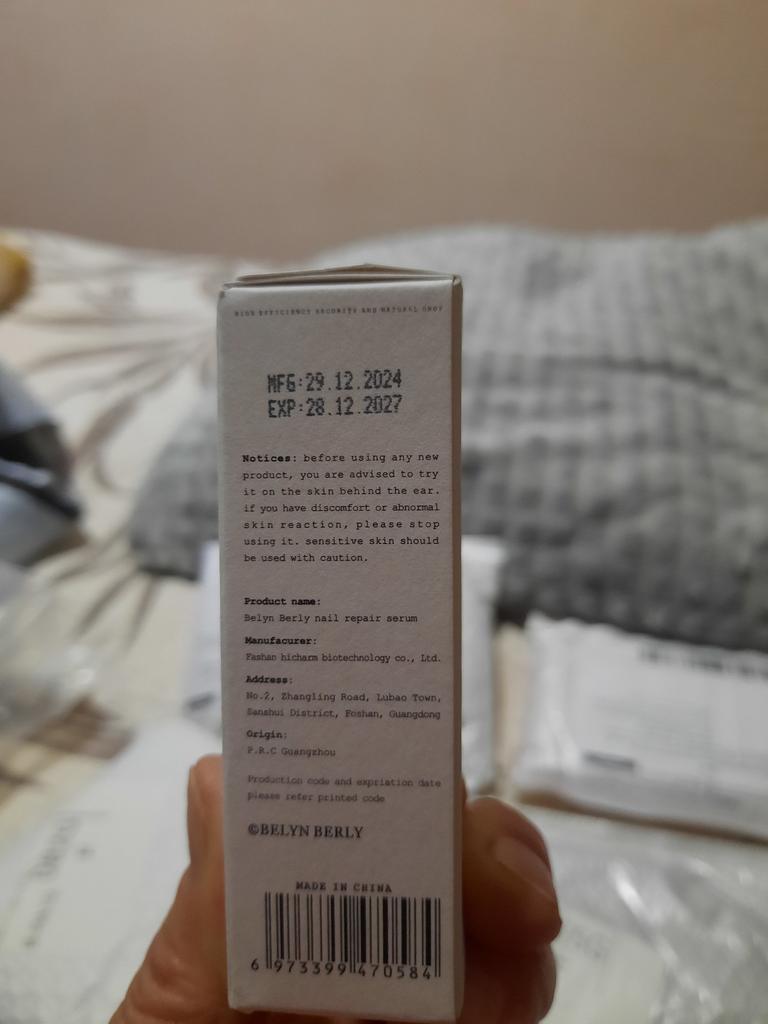 HIGH EFFICIENCY SECURITY AND NATURAL ONLY
MFG:29.12.2024
EXP:28.12.2027
Notices: before using any new
product, you are advised to try
it on the skin behind the ear.
if you have discomfort or abnormal
skin reaction, please stop
using it. sensitive skin should
be used with caution.
Product name:
Belyn Berly nail repair serum
Manufacurer:
Fashan hicharm biotechnology co., Ltd.
Address:
No.2, Zhangling Road, Lubao Town,
Sanshui District, Foshan, Guangdong
Origin:
P.R.C Guangzhou
Production code and expriation date
please refer printed code
©BELYN BERLY
MADE IN CHINA
6 973399 470584